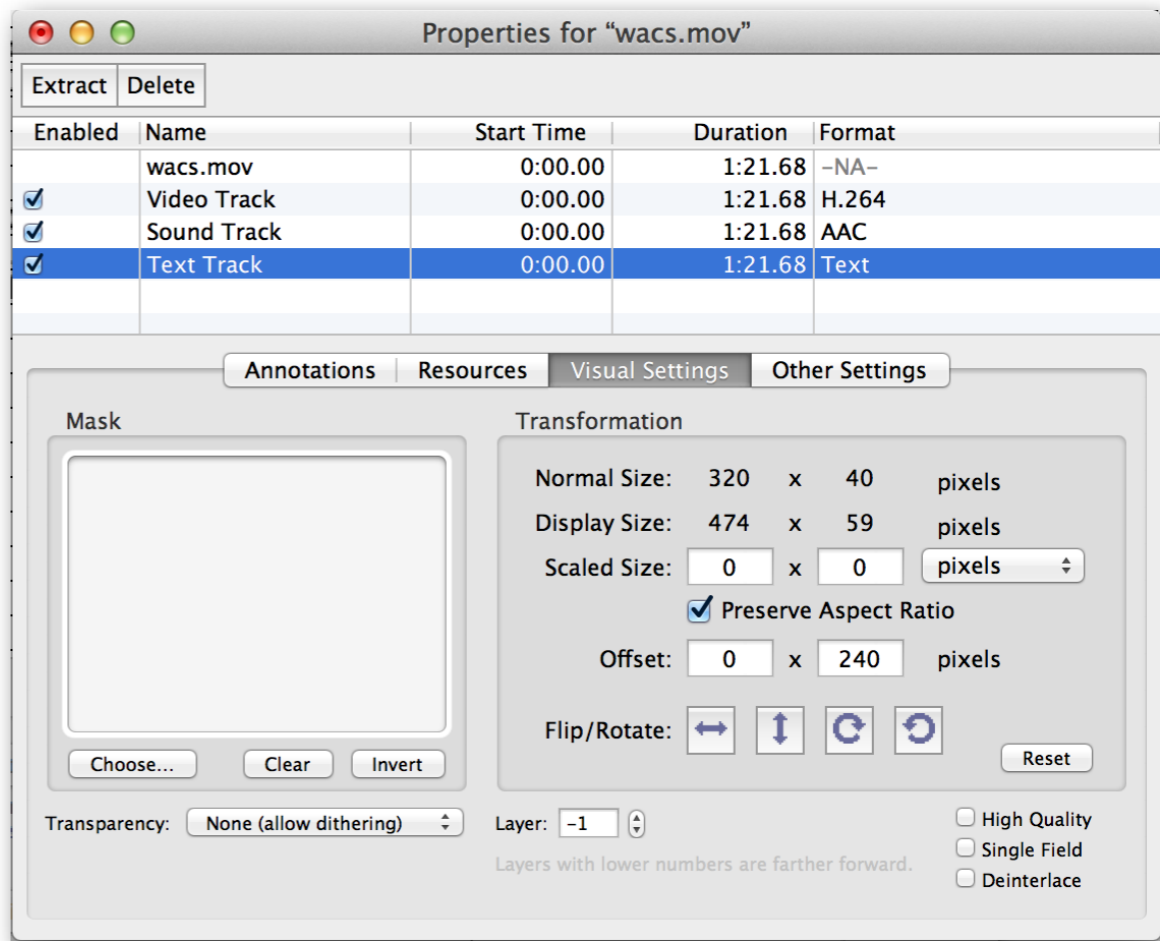 Properties for “wacs.mov”
Extract Delete
Enabled Name Start Time Duration Format
wacs.mov 0:00.00 1:21.68 -NA-
Video Track 0:00.00 1:21.68 H.264
Sound Track 0:00.00 1:21.68 AAC
Text Track 0:00.00 1:21.68 Text
Annotations Resources Visual Settings Other Settings
Mask Transformation
Normal Size: 320 x 40 pixels
Display Size: 474 x 59 pixels
Scaled Size: 0 x 0 pixels
Preserve Aspect Ratio
Offset: 0 x 240 pixels
Flip/Rotate:
Choose... Clear Invert Reset
Transparency: None (allow dithering) Layer: -1 High Quality
Layers with lower numbers are farther forward. Single Field
Deinterlace